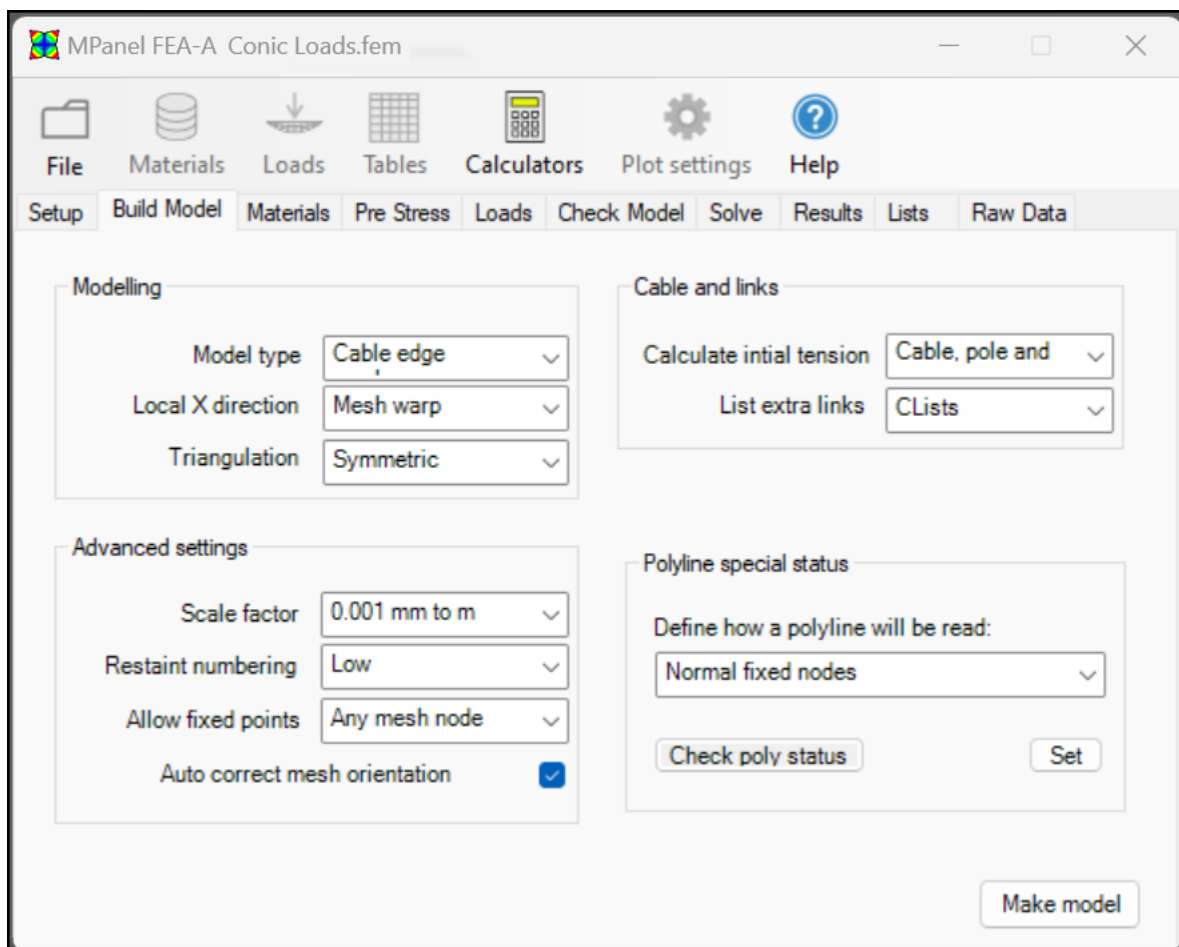 MPanel FEA-A Conic Loads.fem
File Materials Loads Tables Calculators Plot settings Help
Setup Build Model Materials Pre Stress Loads Check Model Solve Results Lists Raw Data
Modelling
Model type Cable edge
Local X direction Mesh warp
Triangulation Symmetric
Cable and links
Calculate intial tension Cable, pole and
List extra links CLists
Advanced settings
Scale factor 0.001 mm to m
Restaint numbering Low
Allow fixed points Any mesh node
Auto correct mesh orientation
Polyline special status
Define how a polyline will be read:
Normal fixed nodes
Check poly status Set
Make model